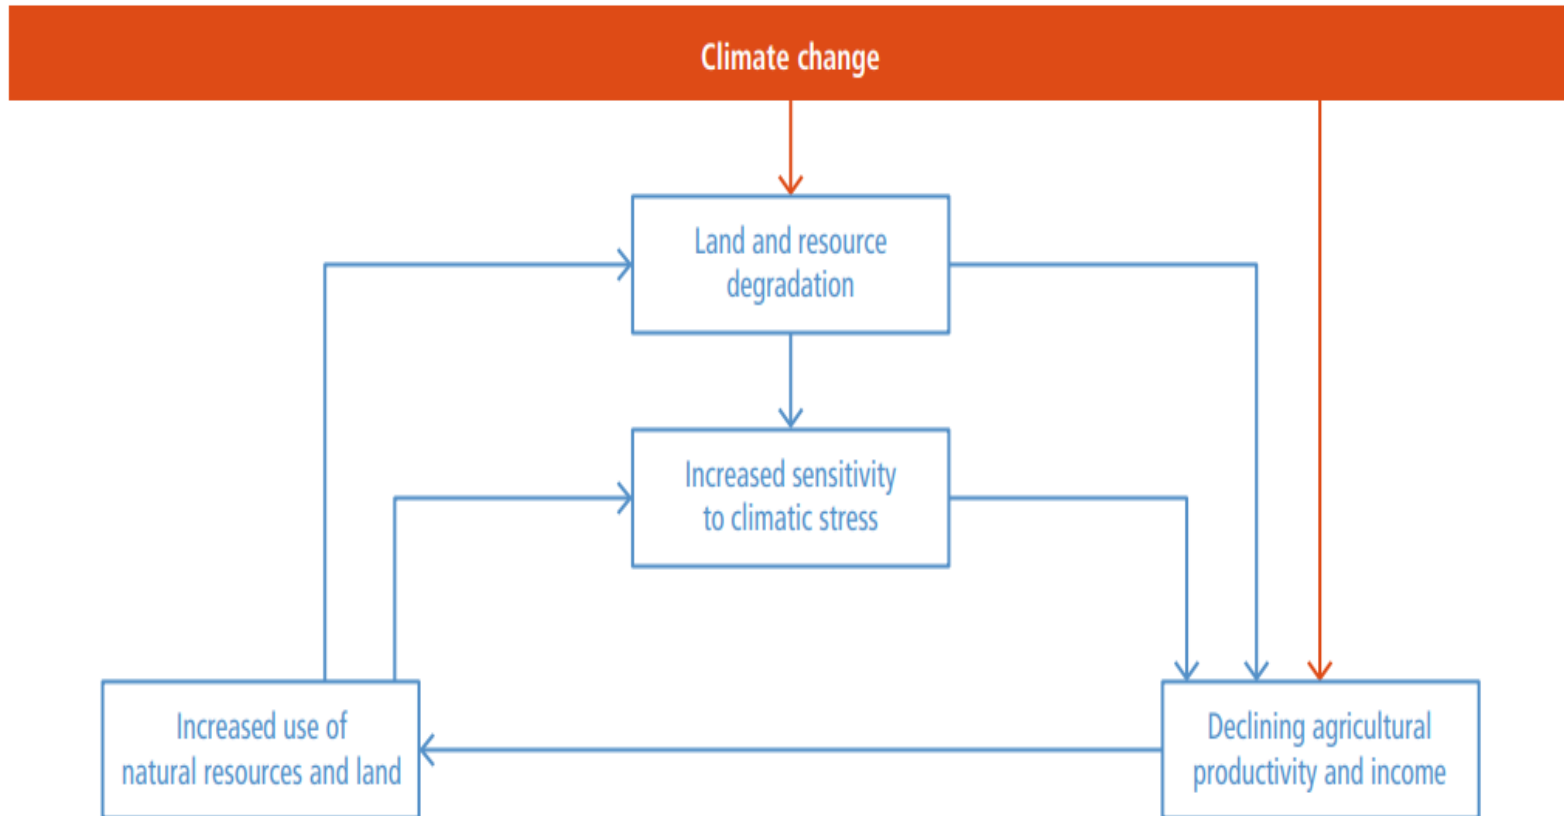 Climate change
Land and resource
degradation
Increased sensitivity
to climatic stress
Increased use of
natural resources and land
Declining agricultural
productivity and income